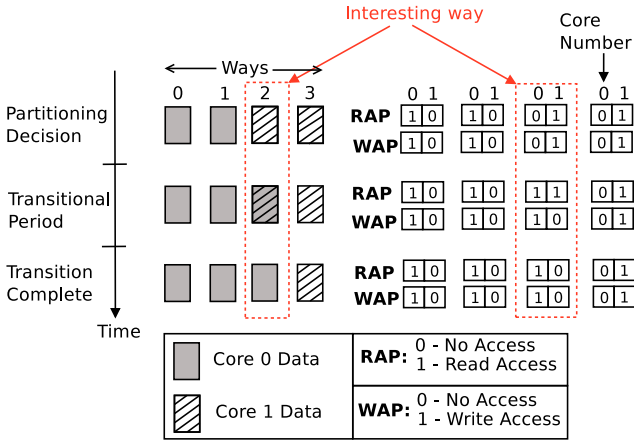 Interesting way
Core
Number
Ways
0 1 2 3
0 1 0 1 0 1 0 1
Partitioning
Decision
RAP 1 0 1 0 0 1 0 1
WAP 1 0 1 0 0 1 0 1
Transitional
Period
RAP 1 0 1 0 1 1 0 1
WAP 1 0 1 0 1 0 0 1
Transition
Complete
RAP 1 0 1 0 1 0 0 1
WAP 1 0 1 0 1 0 0 1
Time
Core 0 Data
Core 1 Data
RAP: 0 - No Access
1 - Read Access
WAP: 0 - No Access
1 - Write Access